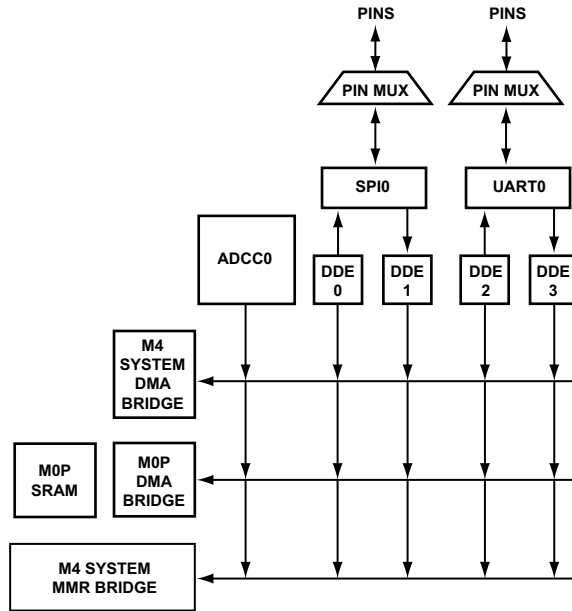 PINS
PINS
PIN MUX
PIN MUX
SPI0
UART0
ADCC0
DDE
0
DDE
1
DDE
2
DDE
3
M4
SYSTEM
DMA
BRIDGE
M0P
SRAM
M0P
DMA
BRIDGE
M4 SYSTEM
MMR BRIDGE